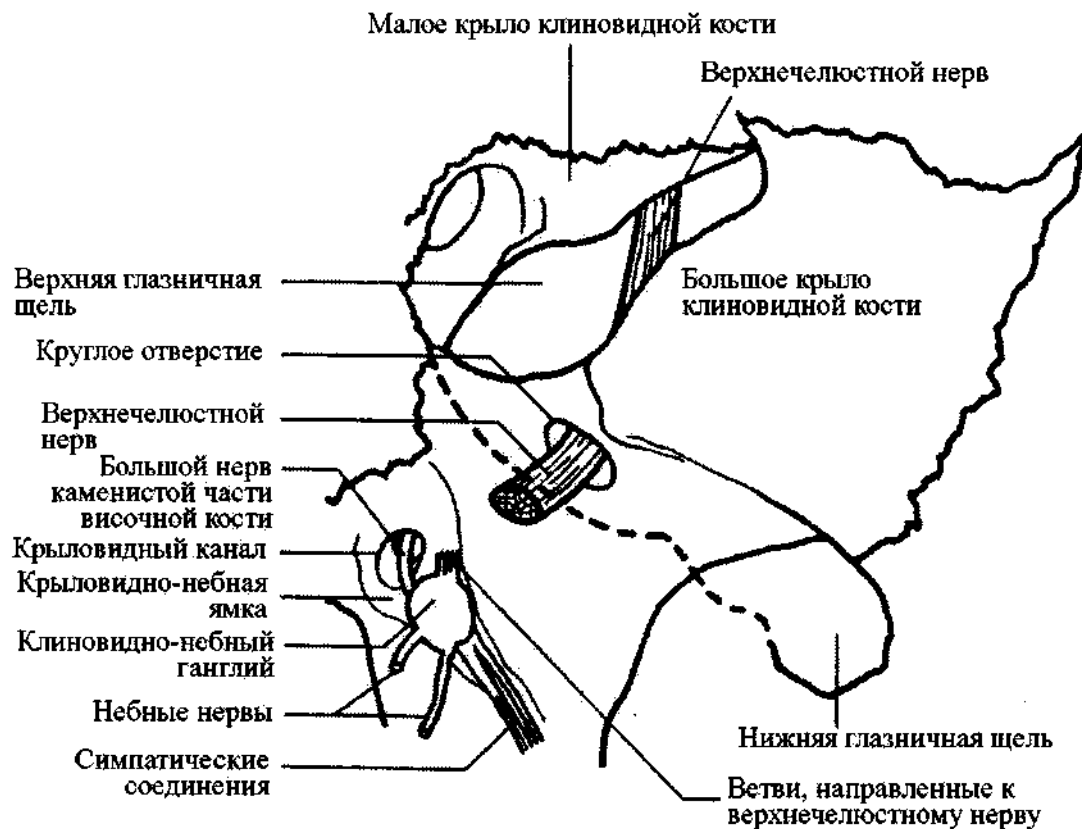 Малое крыло клиновидной кости
Верхнечелюстной нерв
Верхняя глазничная
щель
Большое крыло
клиновидной кости
Круглое отверстие
Верхнечелюстной
нерв
Большой нерв
каменистой части
височной кости
Крыловидный канал
Крыловидно-небная
ямка
Клиновидно-небный
ганглий
Небные нервы
Симпатические
соединения
Нижняя глазничная щель
Ветви, направленные к
верхнечелюстному нерву